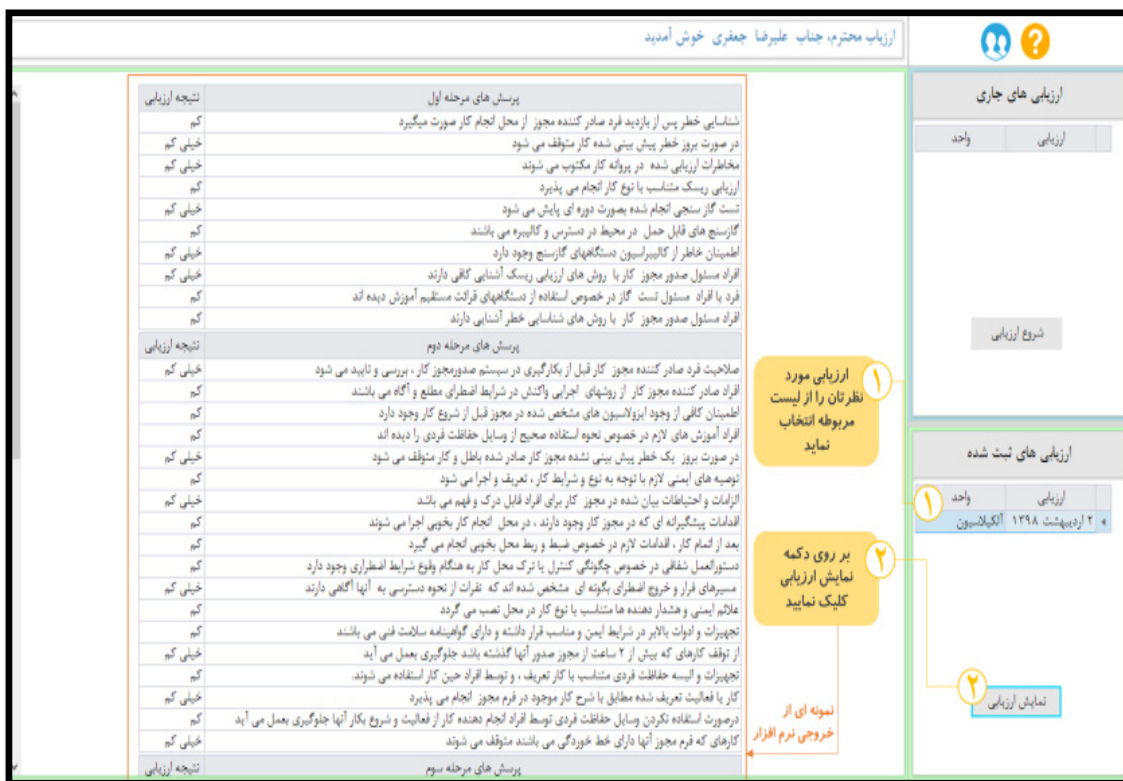 ارزیاب محترم، جناب علیرضا جعفری خوش آمدید
ارزیابی های جاری
ارزیابی واحد
شروع ارزیابی
ارزیابی های ثبت شده
ارزیابی واحد
۲ اردیبهشت ۱۳۹۸ آلکیلاسیون
نمایش ارزیابی
۱
۱
ارزیابی مورد
نظرتان را از لیست
مربوطه انتخاب
نماید
۲
۲
بر روی دکمه
نمایش ارزیابی
کلیک نمایید
نمونه ای از
خروجی نرم افزار
پرسش های مرحله اول نتیجه ارزیابی
شناسایی خطر پس از بازدید فرد صادر کننده مجوز از محل انجام کار صورت میگیرد کم
در صورت بروز خطر پیش بینی شده کار متوقف می شود خیلی کم
مخاطرات ارزیابی شده در پروانه کار مکتوب می شوند خیلی کم
ارزیابی ریسک متناسب با نوع کار انجام می پذیرد کم
تست گاز سنجی انجام شده بصورت دوره ای پایش می شود خیلی کم
گازسنج های قابل حمل در محیط در دسترس و کالیبره می باشند کم
اطمینان خاطر از کالیبراسیون دستگاههای گازسنج وجود دارد خیلی کم
افراد مسئول صدور مجوز کار با روش های ارزیابی ریسک آشنایی کافی دارند خیلی کم
فرد یا افراد مسئول تست گاز در خصوص استفاده از دستگاههای قرائت مستقیم آموزش دیده اند کم
افراد مسئول صدور مجوز کار با روش های شناسایی خطر آشنایی دارند کم
پرسش های مرحله دوم نتیجه ارزیابی
صلاحیت فرد صادر کننده مجوز کار قبل از بکارگیری در سیستم صدورمجوز کار ، بررسی و تایید می شود خیلی کم
افراد صادر کننده مجوز کار از روشهای اجرایی واکنش در شرایط اضطرای مطلع و آگاه می باشند کم
اطمینان کافی از وجود ایزولاسیون های مشخص شده در مجوز قبل از شروع کار وجود دارد کم
افراد آموزش های لازم در خصوص نحوه استفاده صحیح از وسایل حفاظت فردی را دیده اند کم
در صورت بروز یک خطر پیش بینی نشده مجوز کار صادر شده باطل و کار متوقف می شود خیلی کم
توصیه های ایمنی لازم با توجه به نوع و شرایط کار ، تعریف و اجرا می شود کم
الزامات و احتیاطات بیان شده در مجوز کار برای افراد قابل درک و فهم می باشد خیلی کم
اقدامات پیشگیرانه ای که در مجوز کار وجود دارند ، در محل انجام کار بخوبی اجرا می شوند کم
بعد از اتمام کار ، اقدامات لازم در خصوص ضبط و ربط محل بخوبی انجام می گیرد کم
دستورالعمل شفافی در خصوص چگونگی کنترل یا ترک محل کار به هنگام وقوع شرایط اضطراری وجود دارد کم
مسیرهای فرار و خروج اضطرای بگونه ای مشخص شده اند که نفرات از نحوه دسترسی به آنها آگاهی دارند خیلی کم
علائم ایمنی و هشدار دهنده ها متناسب با نوع کار در محل نصب می گردد کم
تجهیزات و ادوات بالابر در شرایط ایمن و مناسب قرار داشته و دارای گواهینامه سلامت فنی می باشند کم
از توقف کارهای که بیش از ۲ ساعت از مجوز صدور آنها گذشته باشد جلوگیری بعمل می آید خیلی کم
تجهیزات و البسه حفاظت فردی متناسب با کار تعریف ، و توسط افراد حین کار استفاده می شوند. کم
کار یا فعالیت تعریف شده مطابق با شرح کار موجود در فرم مجوز انجام می پذیرد خیلی کم
درصورت استفاده نکردن وسایل حفاظت فردی توسط افراد انجام دهنده کار از فعالیت و شروع بکار آنها جلوگیری بعمل می آید کم
کارهای که فرم مجوز آنها دارای خط خوردگی می باشند متوقف می شوند خیلی کم
پرسش های مرحله سوم نتیجه ارزیابی